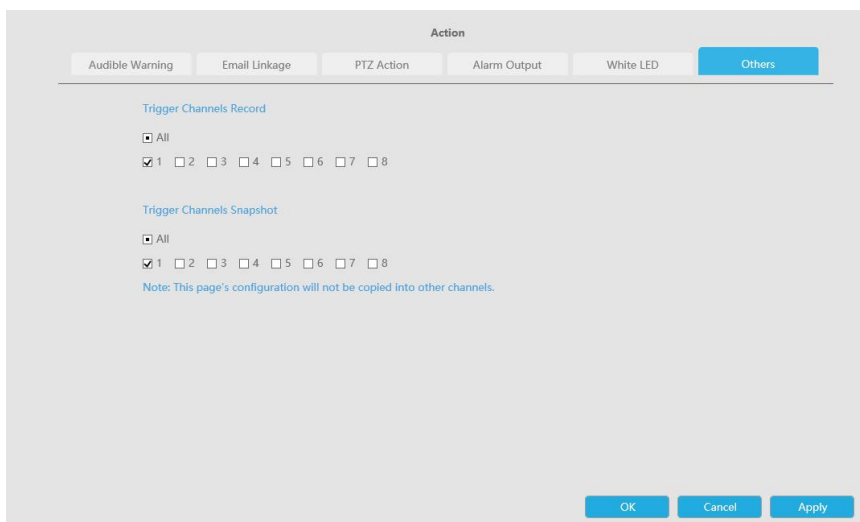 Action
Audible Warning Email Linkage PTZ Action Alarm Output White LED Others
Trigger Channels Record
All
1 2 3 4 5 6 7 8
Trigger Channels Snapshot
All
1 2 3 4 5 6 7 8
Note: This page's configuration will not be copied into other channels.
OK Cancel Apply